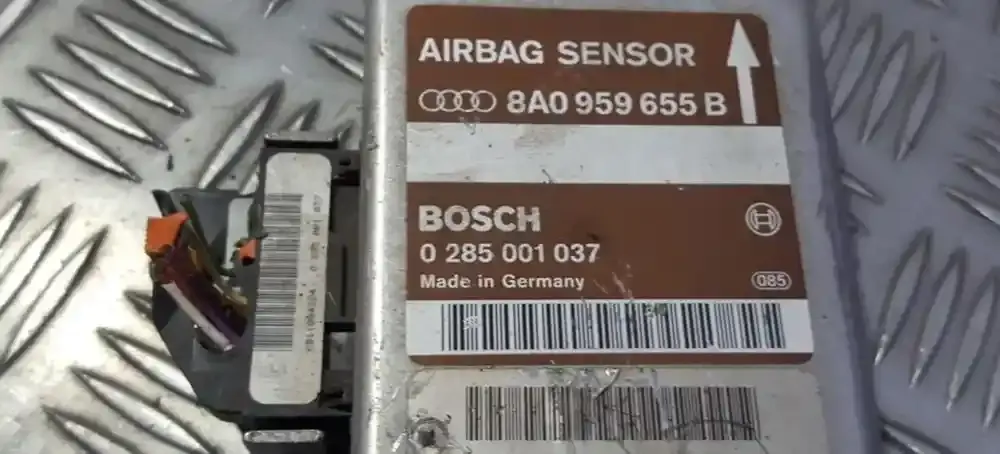 AIRBAG SENSOR
8A0 959 655 B
BOSCH
0 285 001 037
Made in Germany
085